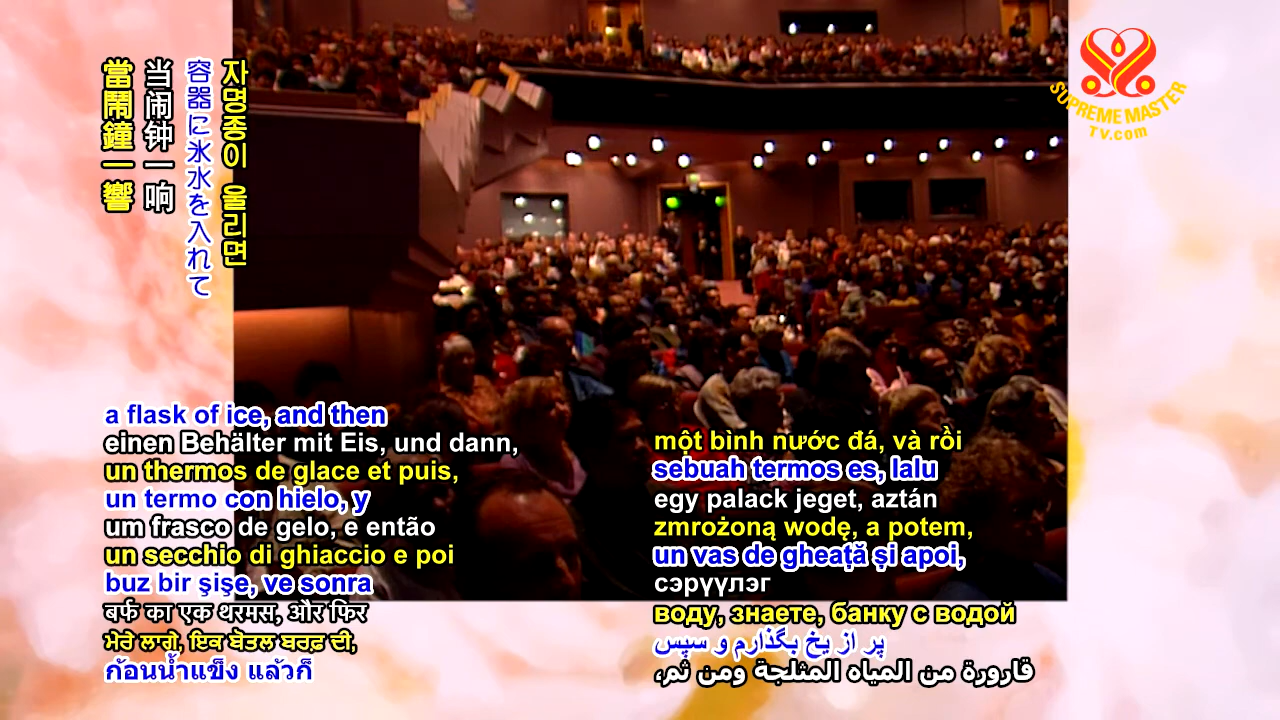 當鬧鐘一響
当闹钟一响
容器に氷水を入れて
자명종이 울리면
SUPREME MASTER
TV.com
a flask of ice, and then
einen Behälter mit Eis, und dann,
un thermos de glace et puis,
un termo con hielo, y
um frasco de gelo, e então
un secchio di ghiaccio e poi
buz bir şişe, ve sonra
बर्फ का एक थरमस, और फिर
ਮੇਰੇ ਲਾਗੇ, ਇਕ ਬੋਤਲ ਬਰਫ਼ ਦੀ,
ก้อนน้ำแข็ง แล้วก็
một bình nước đá, và rồi
sebuah termos es, lalu
egy palack jeget, aztán
zmrożoną wodę, a potem,
un vas de gheață și apoi,
сэрүүлэг
воду, знаете, банку с водой
پر از یخ بگذارم و سپس
قارورة من المياه المثلجة ومن ثم،